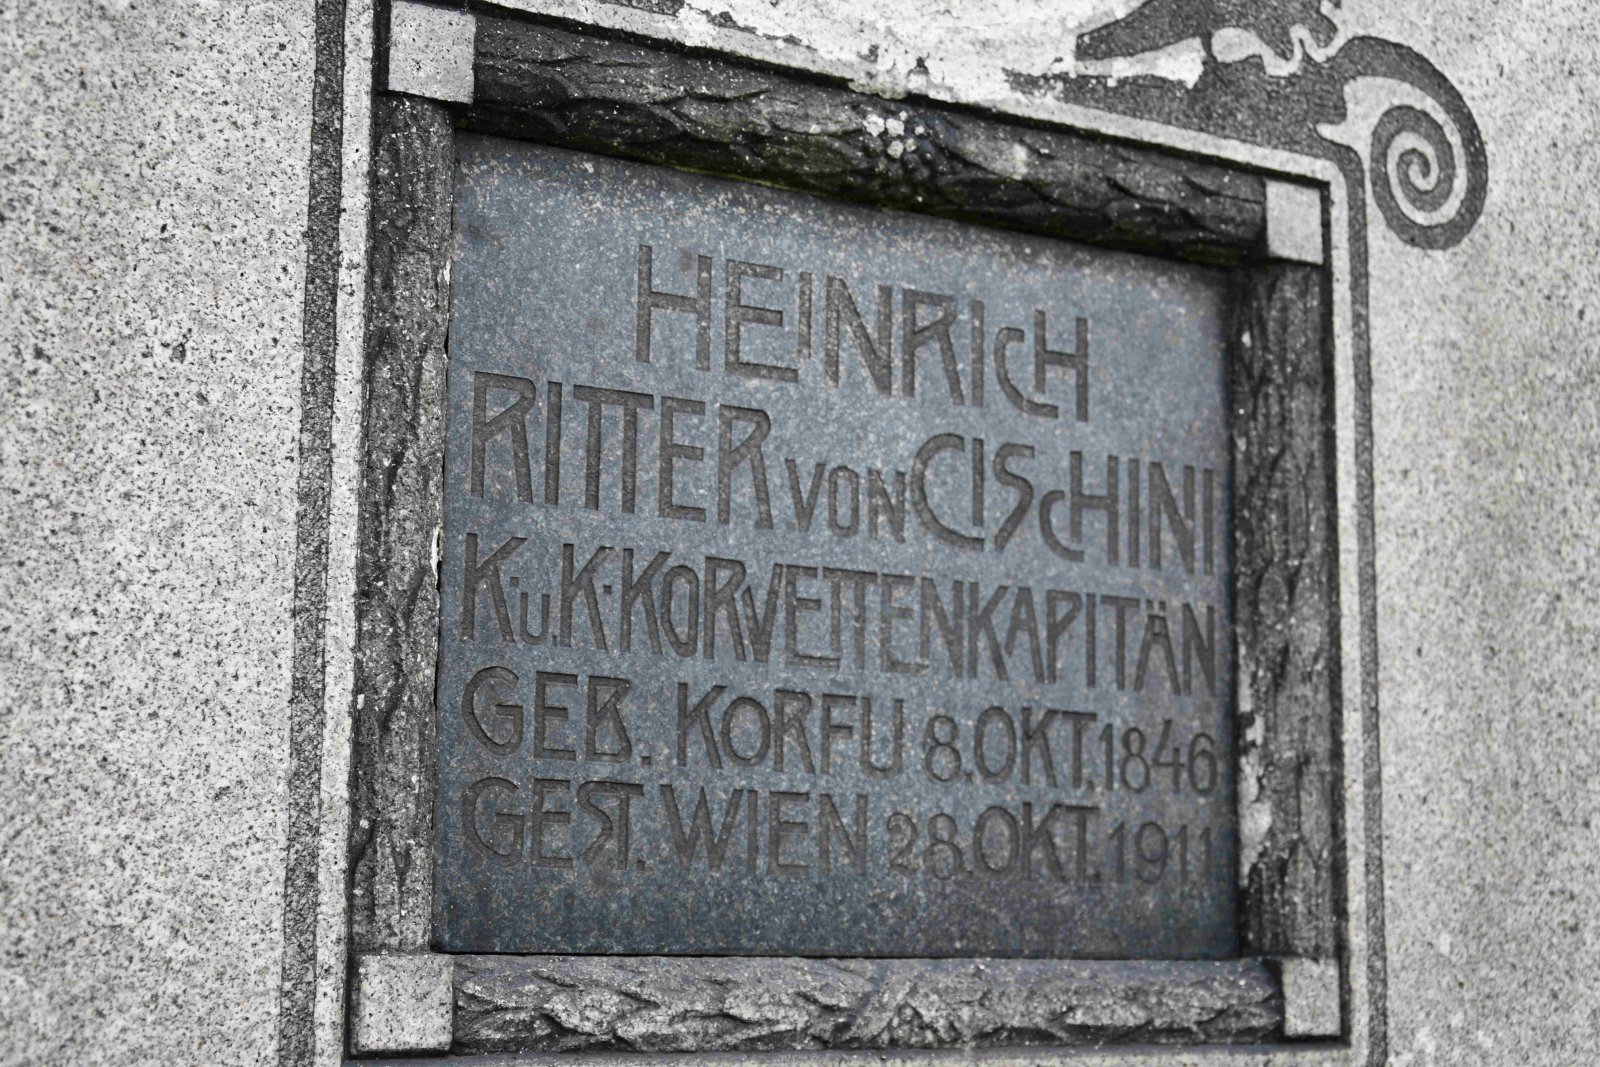 HEINRICH
RITTER VON CISCHINI
K. u. K. KORVETTENKAPITÄN
GEB. KORFU 8. OKT. 1846
GEST. WIEN 28. OKT. 1911